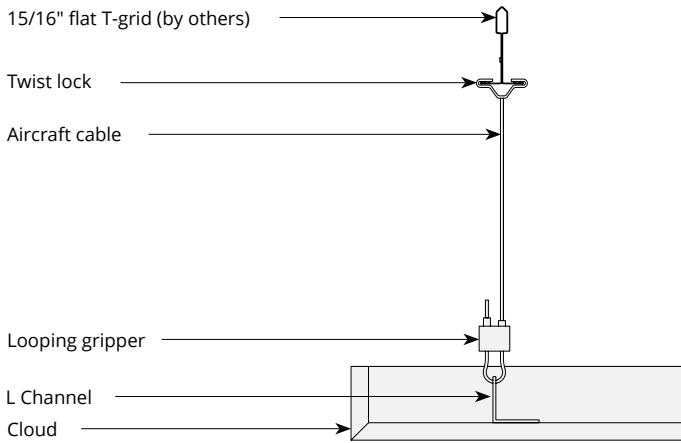 15/16" flat T-grid (by others)
Twist lock
Aircraft cable
Looping gripper
L Channel
Cloud